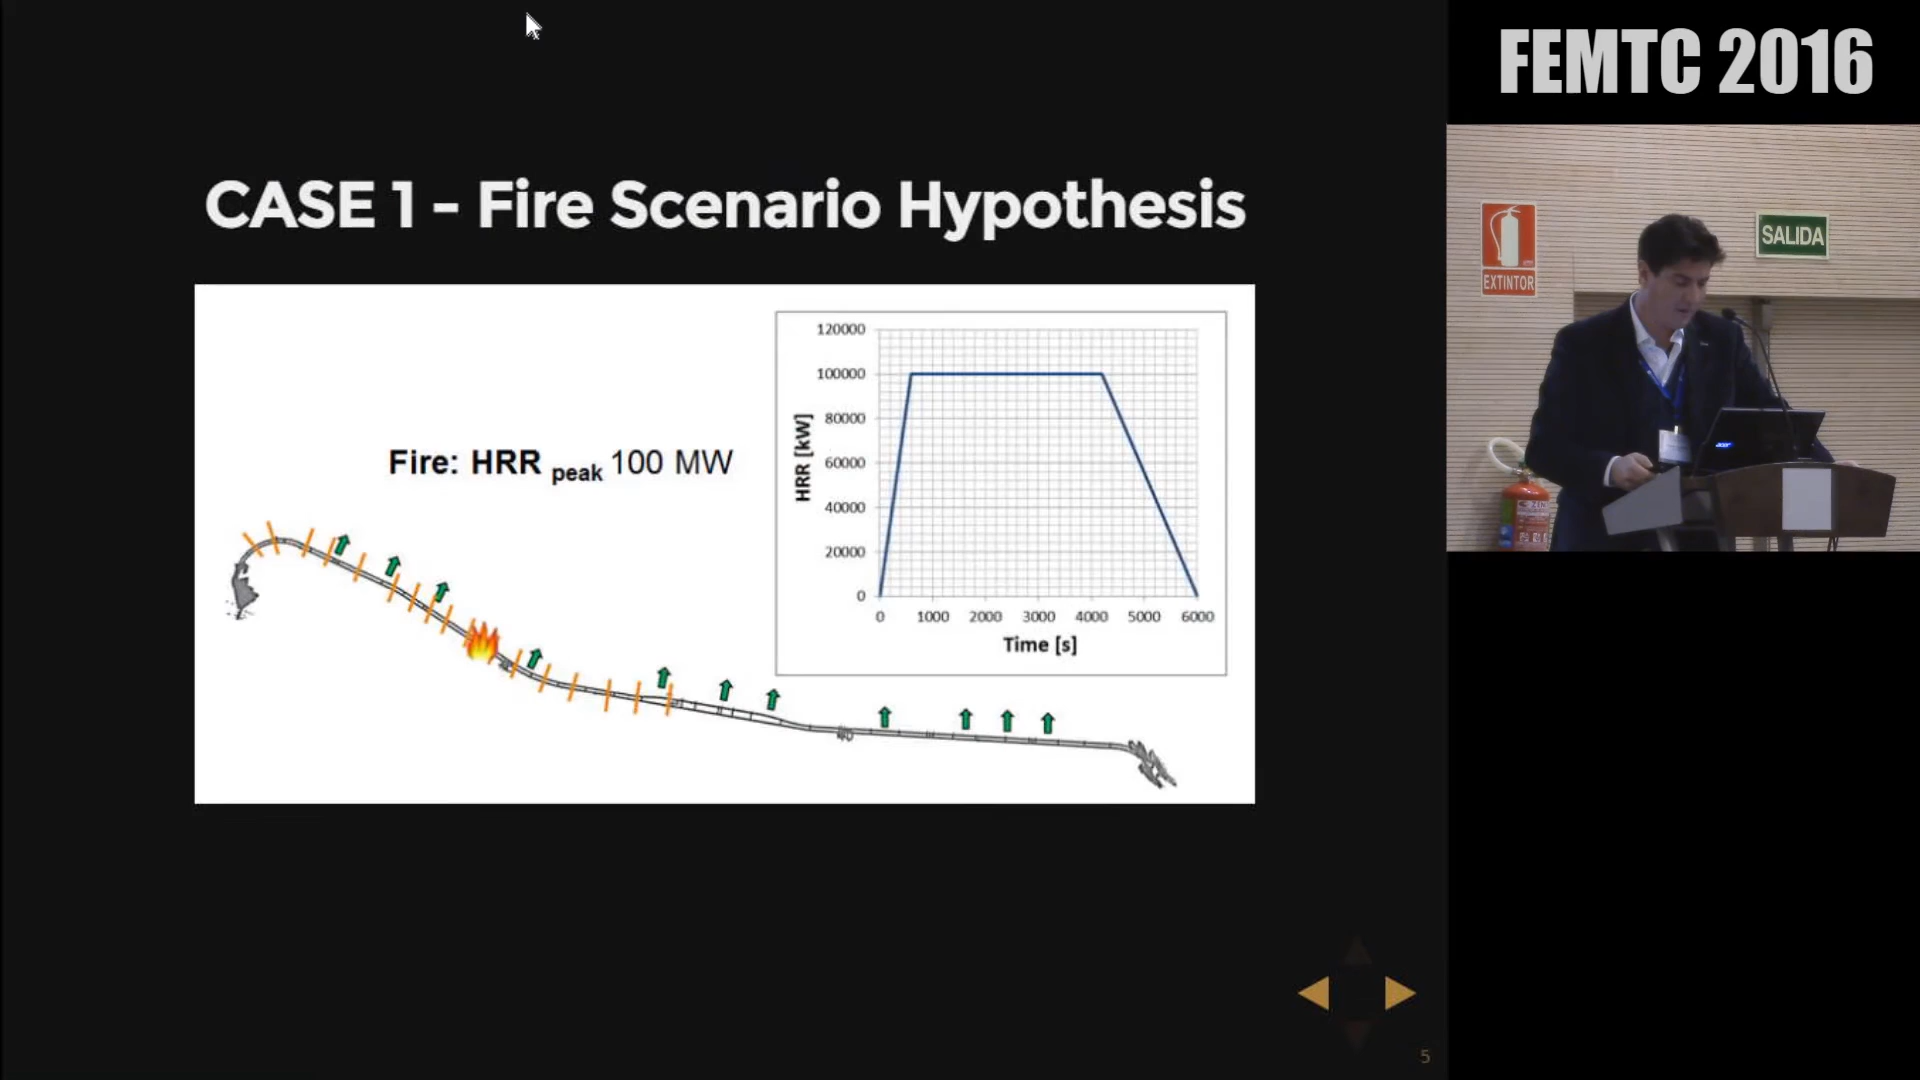 FEMTC 2016
CASE 1 - Fire Scenario Hypothesis
Fire: HRR peak 100 MW
HRR [kW]
120000
100000
80000
60000
40000
20000
0
0 1000 2000 3000 4000 5000 6000
Time [s]
EXTINTOR
SALIDA
acer
5